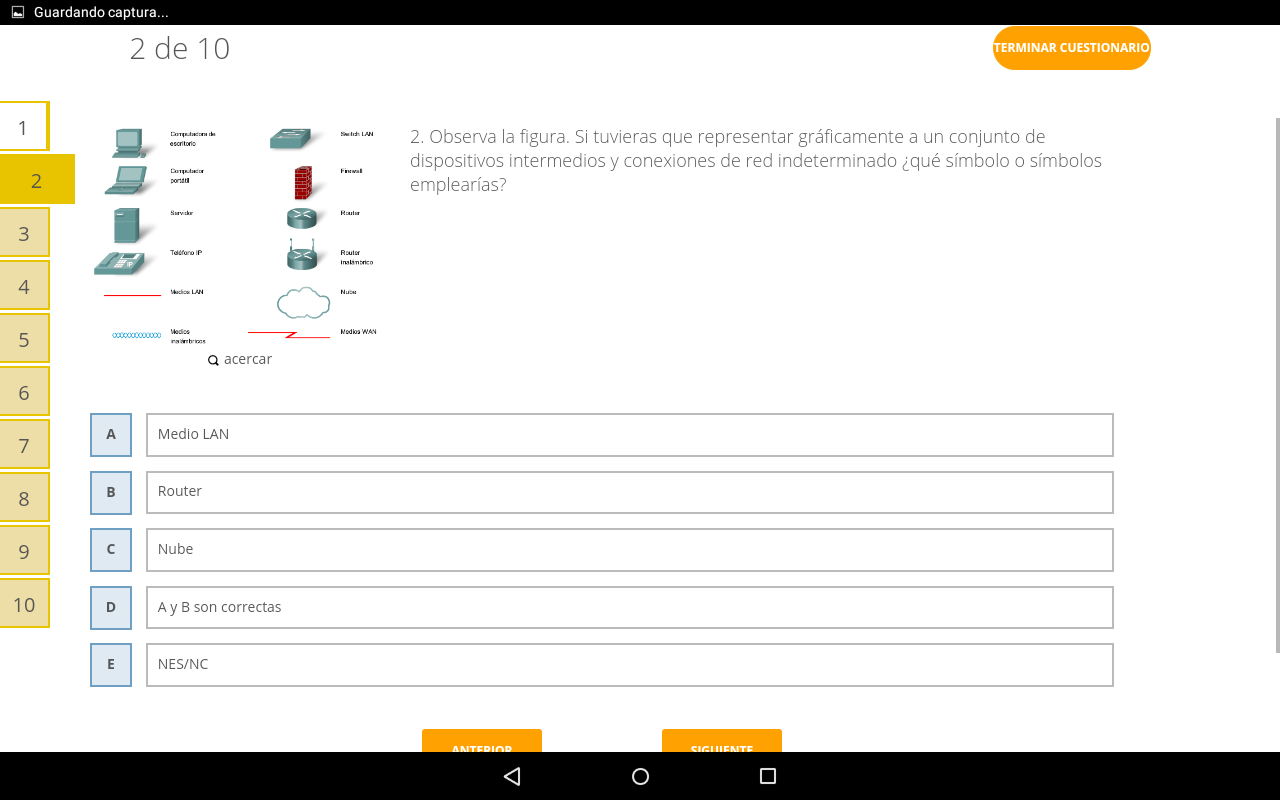 Guardando captura...
2 de 10
TERMINAR CUESTIONARIO
1
2
3
4
5
6
7
8
9
10
Computadora de
escritorio
Switch LAN
Computador
portátil
Firewall
Servidor
Router
Teléfono IP
Router
inalámbrico
Medios LAN
Nube
Medios
inalámbricos
Medios WAN
acercar
2. Observa la figura. Si tuvieras que representar gráficamente a un conjunto de
dispositivos intermedios y conexiones de red indeterminado ¿qué símbolo o símbolos
emplearías?
A
Medio LAN
B
Router
C
Nube
D
A y B son correctas
E
NES/NC
ANTERIOR
SIGUIENTE